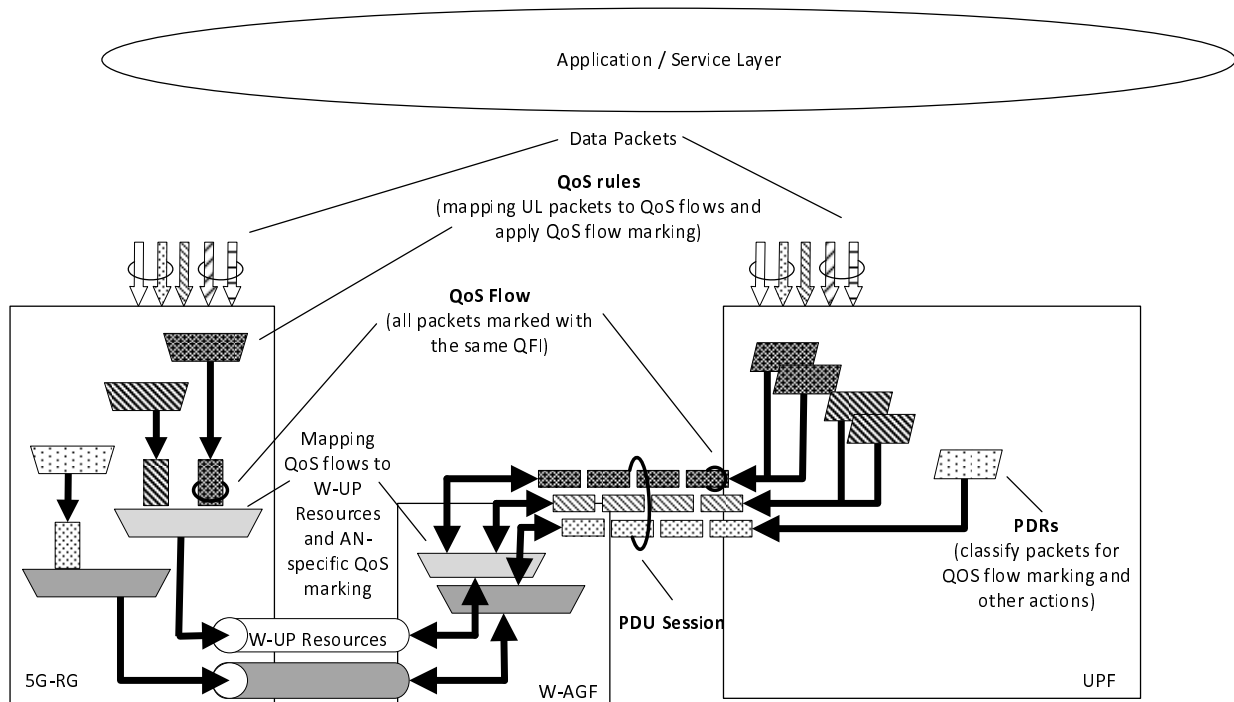 Application / Service Layer
Data Packets
QoS rules
(mapping UL packets to QoS flows and
apply QoS flow marking)
QoS Flow
(all packets marked with
the same QFI)
Mapping
QoS flows to
W-UP
Resources
and AN-
specific QoS
marking
PDRs
(classify packets for
QOS flow marking and
other actions)
PDU Session
W-UP Resources
5G-RG
W-AGF
UPF